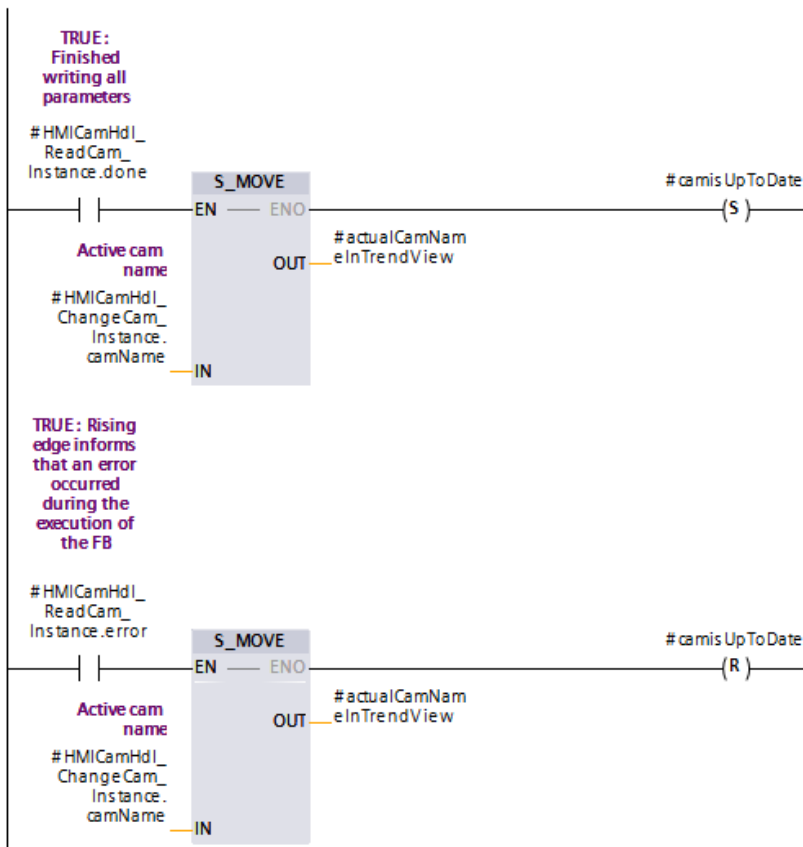 TRUE:
Finished
writing all
parameters
#HMICamHdl_
ReadCam_
Instance.done
S_MOVE
#camisUpToDate
EN
ENO
(S)
#actualCamNam
eInTrendView
OUT
Active cam
name
#HMICamHdl_
ChangeCam_
Instance.
camName
IN
TRUE: Rising
edge informs
that an error
occurred
during the
execution of
the FB
#HMICamHdl_
ReadCam_
Instance.error
S_MOVE
#camisUpToDate
EN
ENO
(R)
#actualCamNam
eInTrendView
OUT
Active cam
name
#HMICamHdl_
ChangeCam_
Instance.
camName
IN